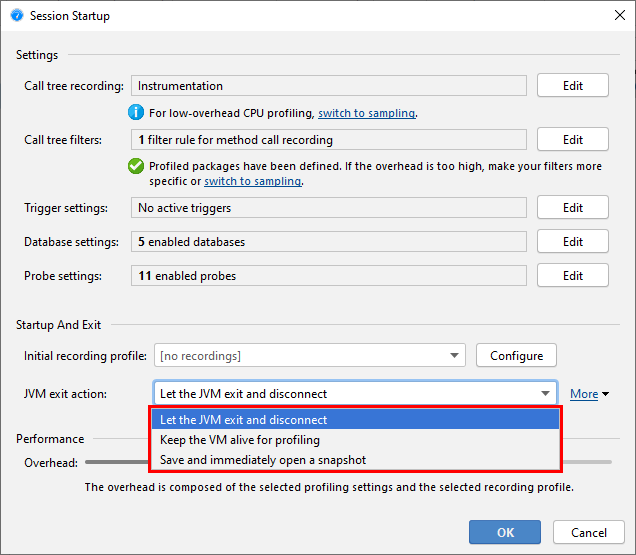 Session Startup
Settings
Call tree recording: Instrumentation Edit
For low-overhead CPU profiling, switch to sampling.
Call tree filters: 1 filter rule for method call recording Edit
Profiled packages have been defined. If the overhead is too high, make your filters more
specific or switch to sampling.
Trigger settings: No active triggers Edit
Database settings: 5 enabled databases Edit
Probe settings: 11 enabled probes Edit
Startup And Exit
Initial recording profile: [no recordings] Configure
JVM exit action: Let the JVM exit and disconnect More
Let the JVM exit and disconnect
Performance
Keep the VM alive for profiling
Overhead:
Save and immediately open a snapshot
The overhead is composed of the selected profiling settings and the selected recording profile.
OK Cancel